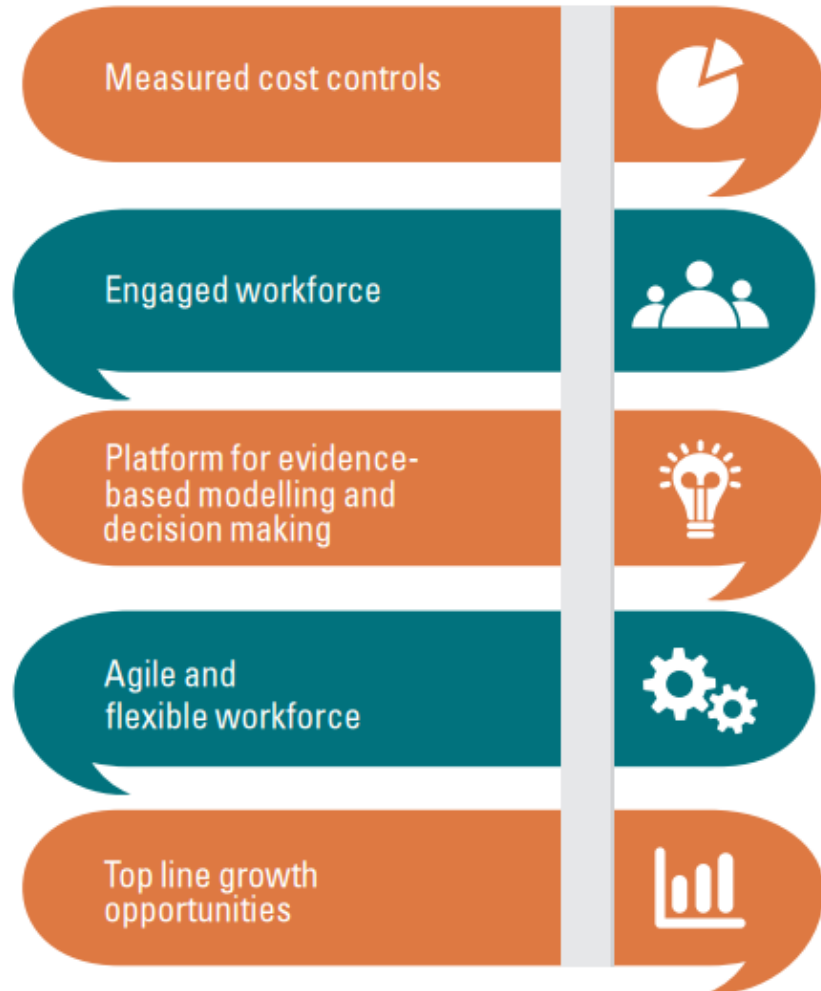 Measured cost controls
Engaged workforce
Platform for evidence-
based modelling and
decision making
Agile and
flexible workforce
Top line growth
opportunities